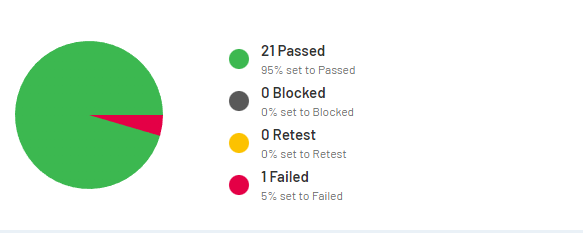 21 Passed
95% set to Passed
0 Blocked
0% set to Blocked
0 Retest
0% set to Retest
1 Failed
5% set to Failed